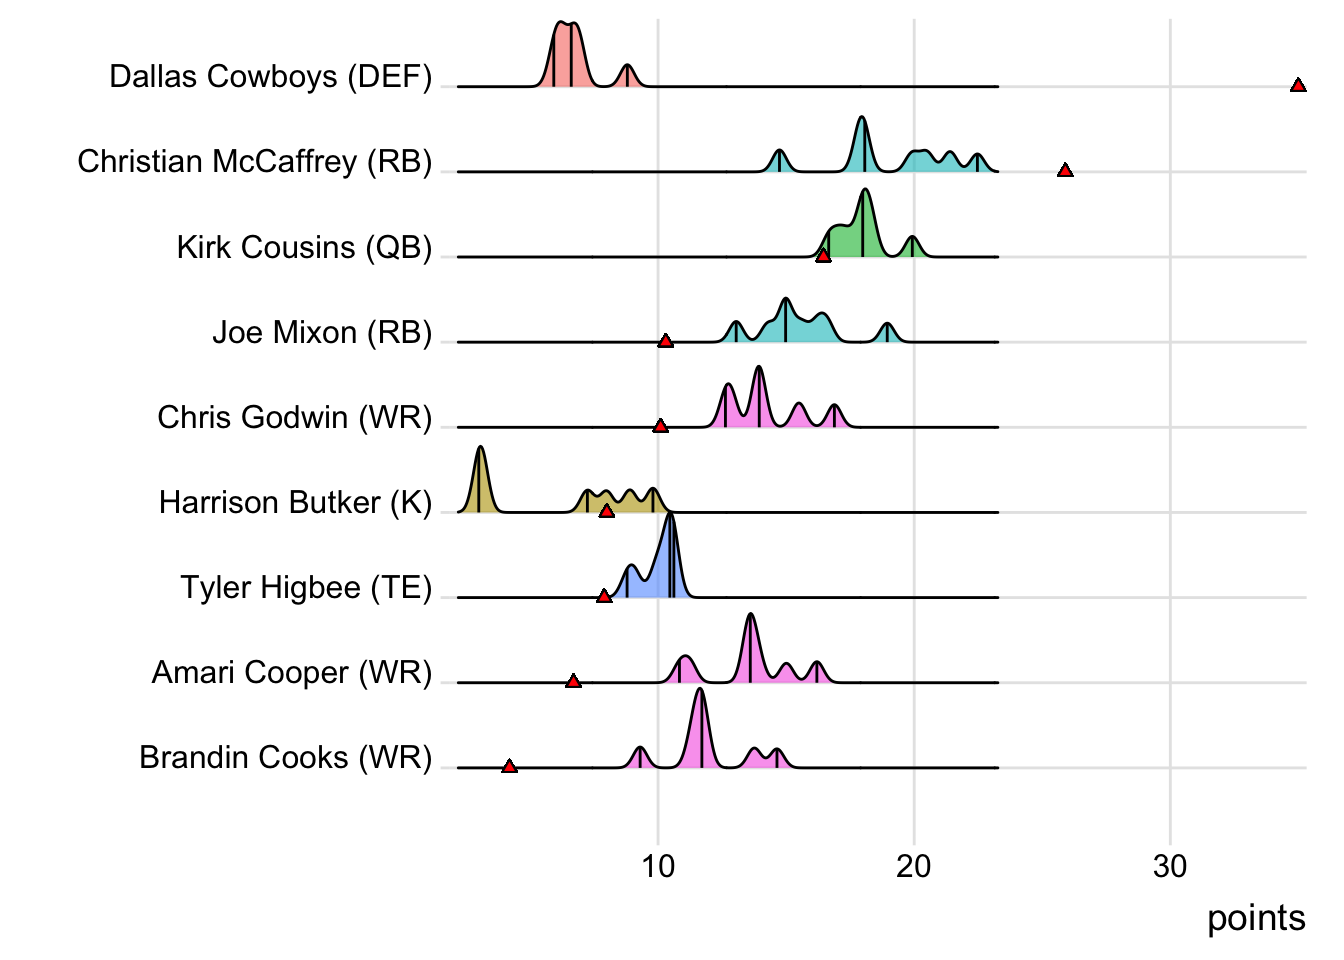 Dallas Cowboys (DEF)
Christian McCaffrey (RB)
Kirk Cousins (QB)
Joe Mixon (RB)
Chris Godwin (WR)
Harrison Butker (K)
Tyler Higbee (TE)
Amari Cooper (WR)
Brandin Cooks (WR)
10 20 30
points